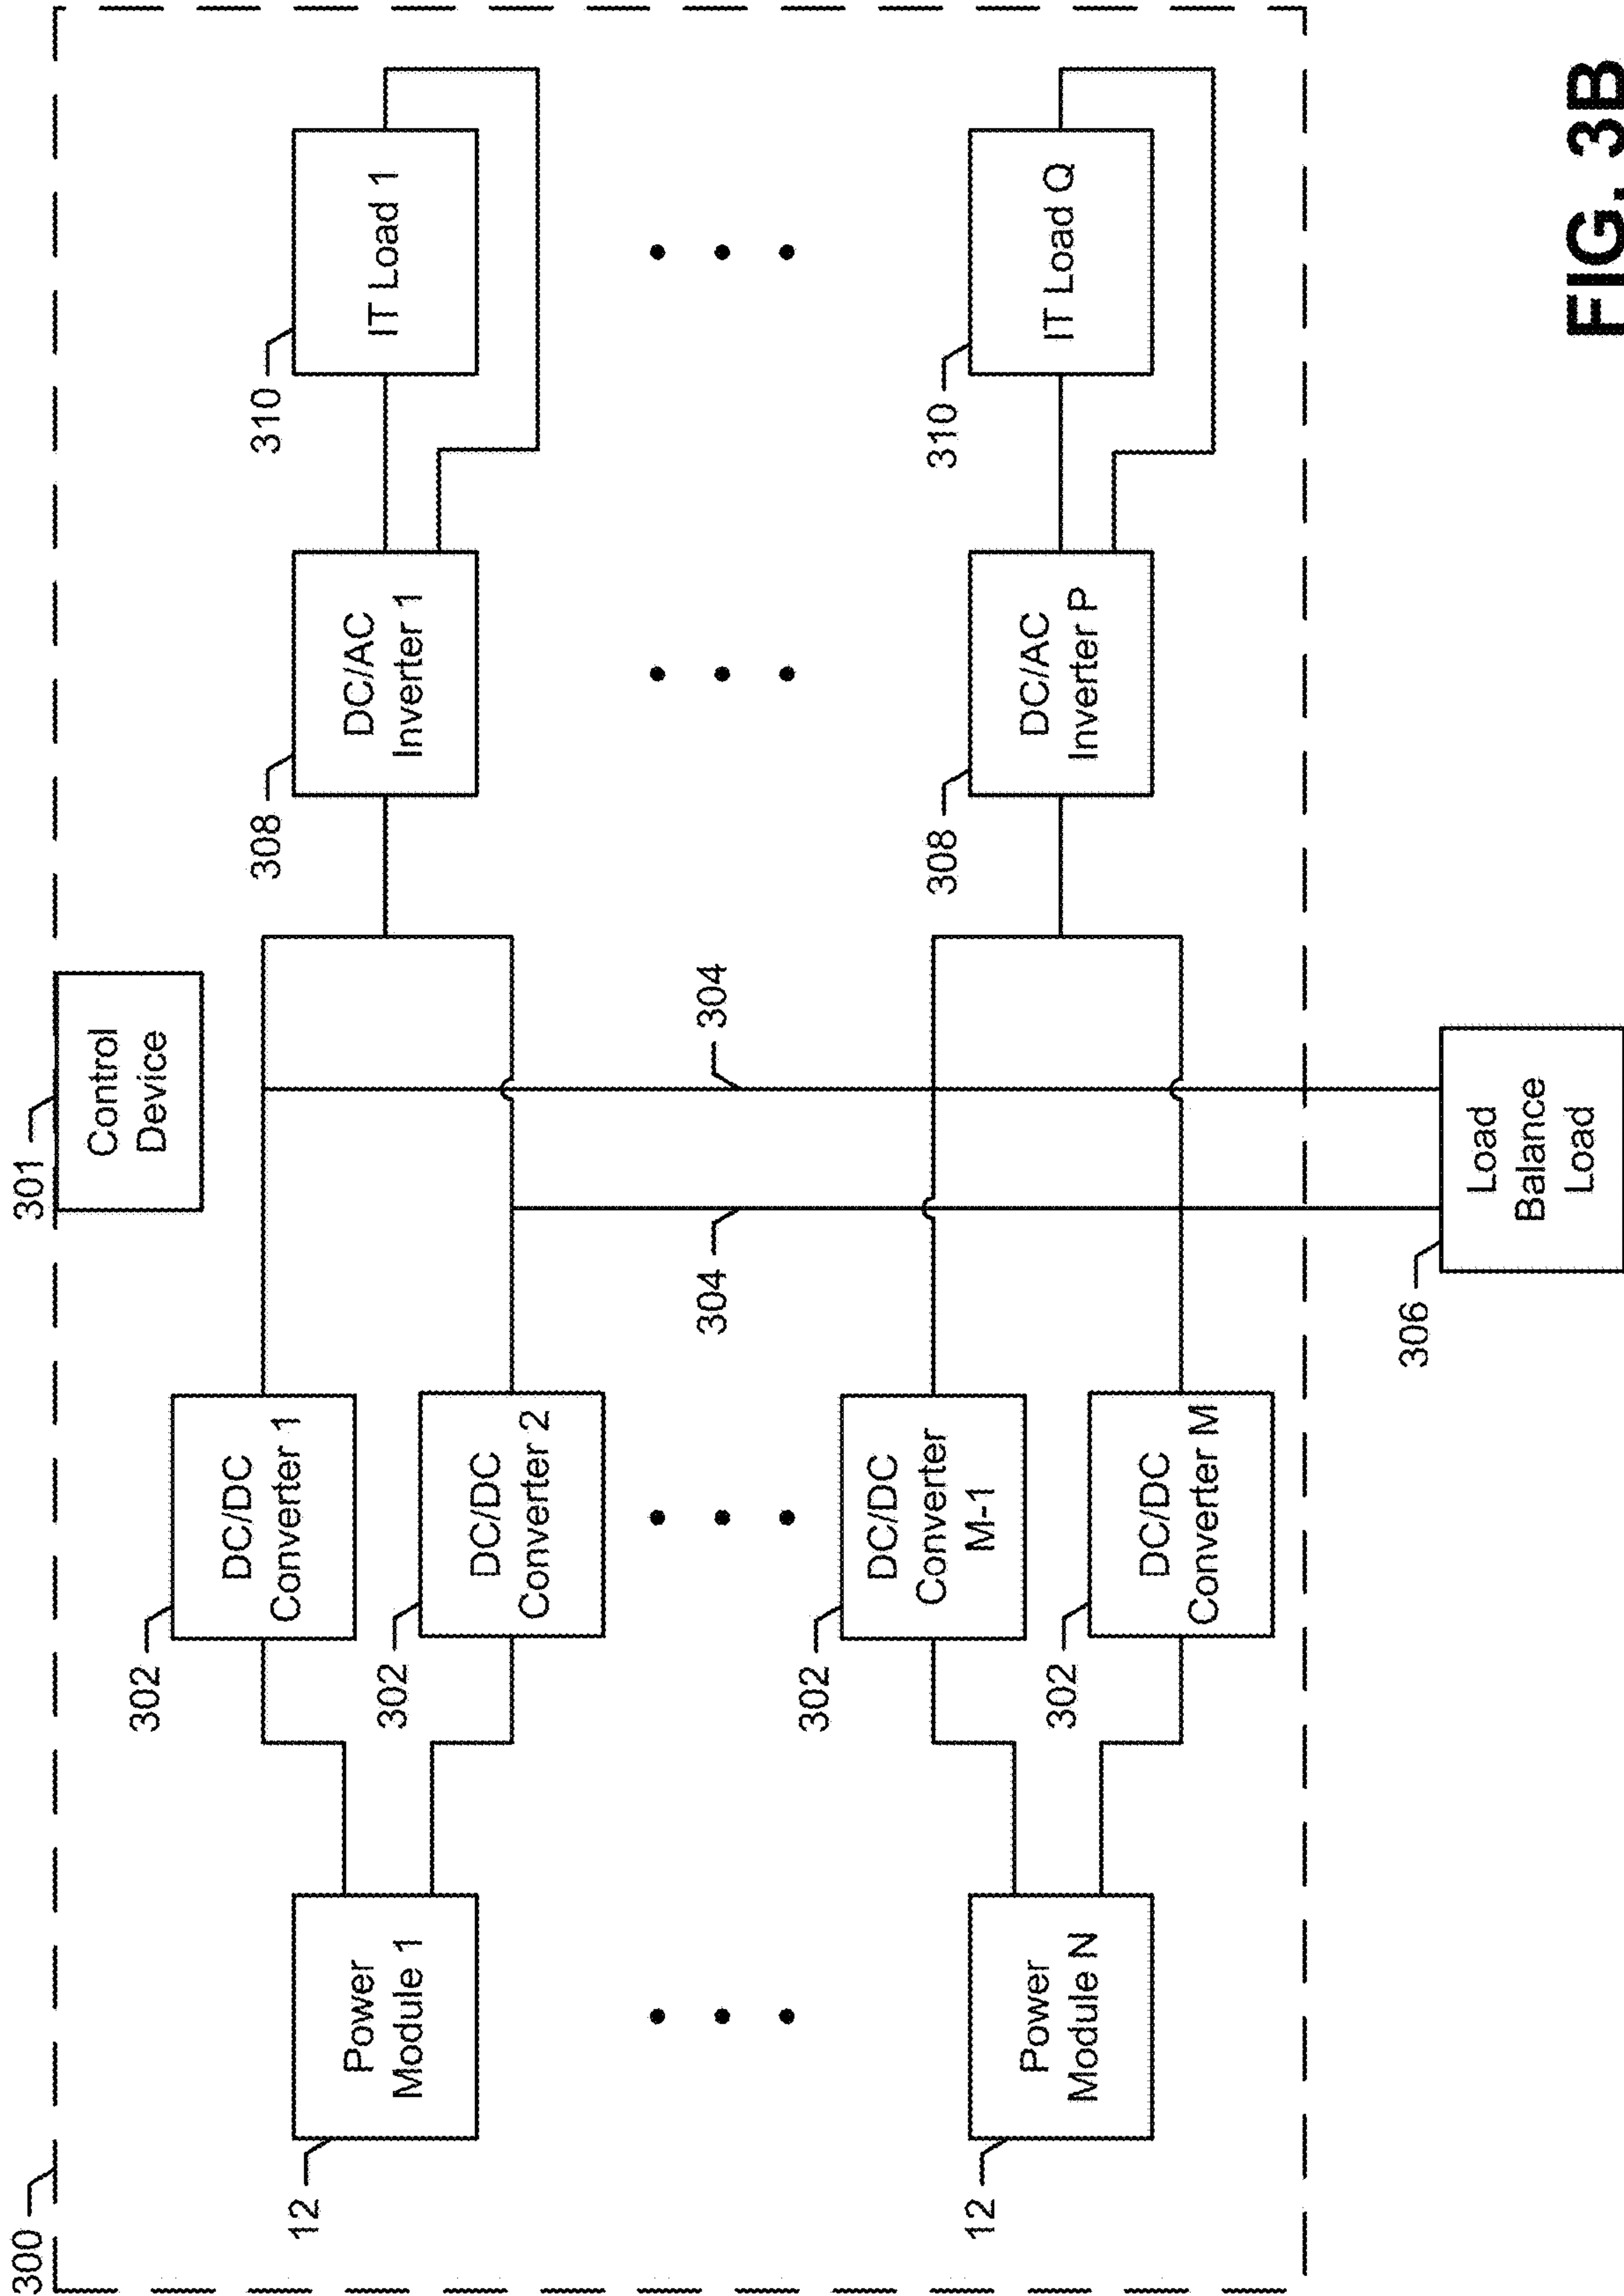 300
301
Control
Device
12
Power
Module 1
302
DC/DC
Converter 1
302
DC/DC
Converter 2
308
DC/AC
Inverter 1
310
IT Load 1
304
304
12
Power
Module N
302
DC/DC
Converter
M-1
302
DC/DC
Converter M
308
DC/AC
Inverter P
310
IT Load Q
306
Load
Balance
Load
FIG. 3B